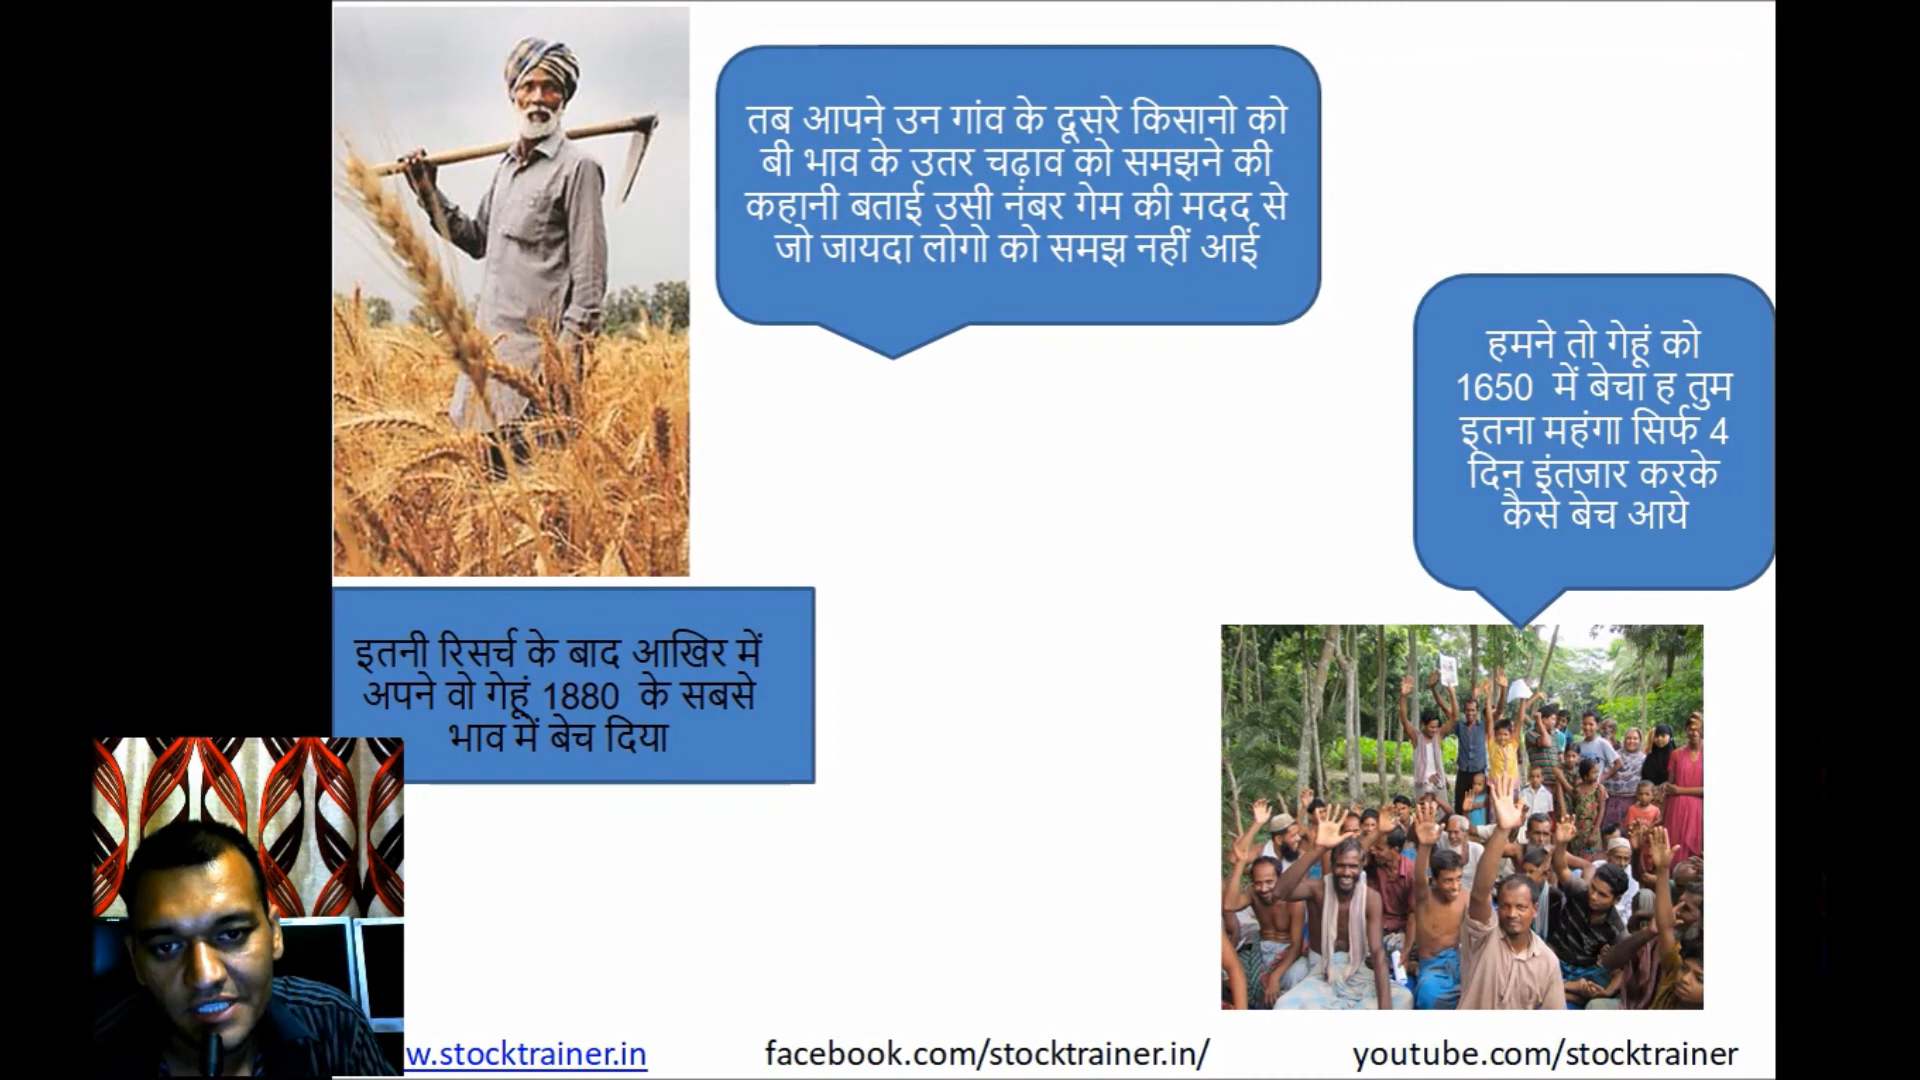 तब आपने उन गांव के दूसरे किसानो को
बी भाव के उतर चढ़ाव को समझने की
कहानी बताई उसी नंबर गेम की मदद से
जो जायदा लोगो को समझ नहीं आई
हमने तो गेहूं को
1650 में बेचा ह तुम
इतना महंगा सिर्फ 4
दिन इंतजार करके
कैसे बेच आये
इतनी रिसर्च के बाद आखिर में
अपने वो गेहूं 1880 के सबसे
भाव में बेच दिया
w.stocktrainer.in
facebook.com/stocktrainer.in/
youtube.com/stocktrainer